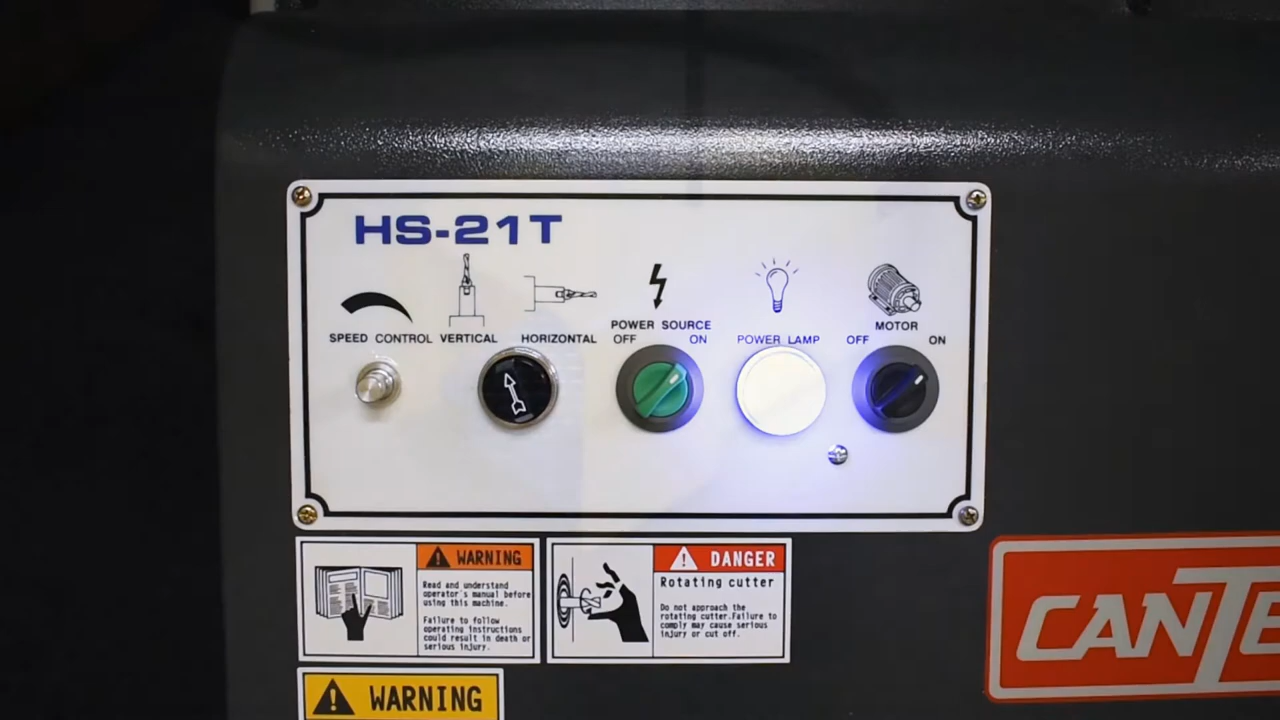 HS-21T
SPEED CONTROL
VERTICAL
HORIZONTAL
POWER SOURCE
OFF
ON
POWER LAMP
MOTOR
OFF
ON
WARNING
Read and understand
operator's manual before
using this machine.
Failure to follow
operating instructions
could result in death or
serious injury.
DANGER
Rotating cutter
Do not approach the
rotating cutter.Failure to
comply may cause serious
injury or cut off.
WARNING
CANTE